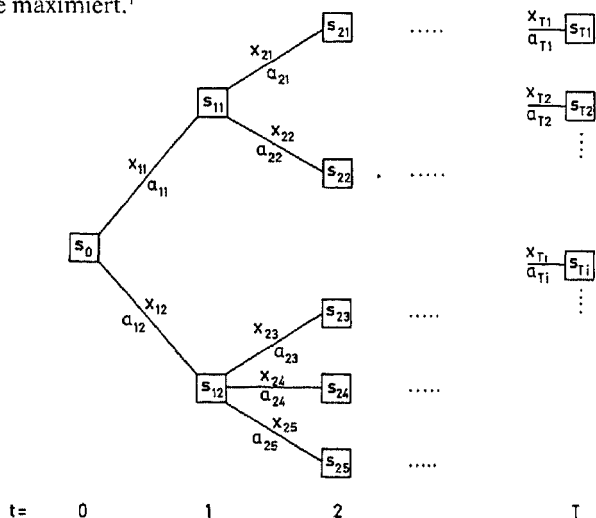 e maximiert.¹
x21 s21 ..... xT1 sT1
a21 aT1
s11 xT2 sT2
x22 aT2
a22
x11 s22 .....
a11
s0 xTi sTi
aTi
x12
a12 x23 s23 .....
a23
s12 x24 s24 .....
a24
x25
a25 s25 .....
t= 0 1 2 T